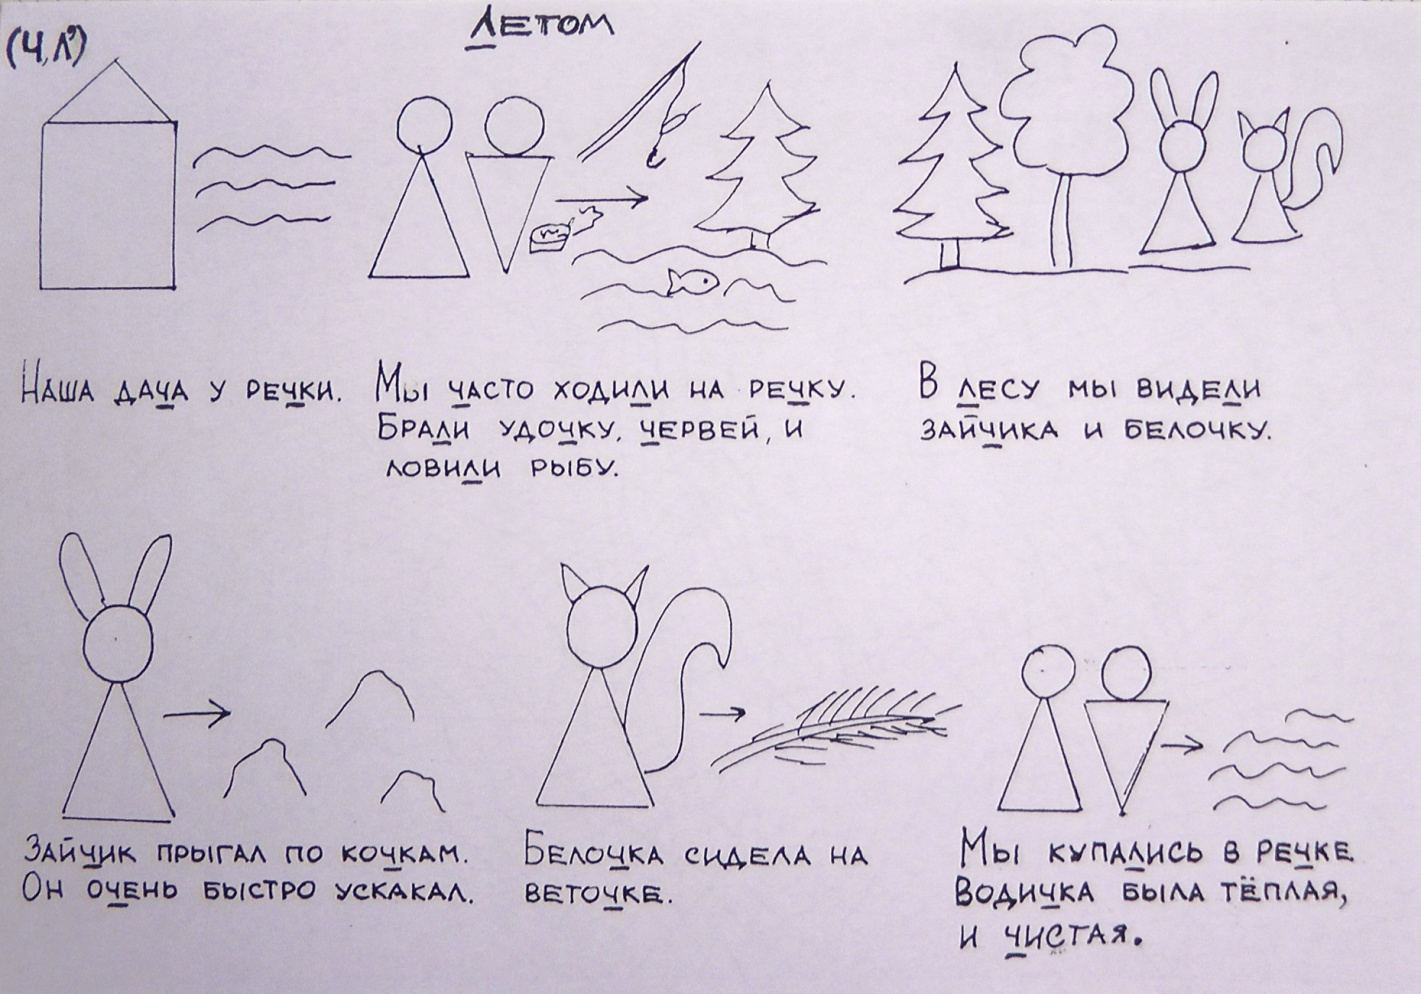 (Ч, Л')
ЛЕТОМ
НАША ДАЧА У РЕЧКИ.
МЫ ЧАСТО ХОДИЛИ НА РЕЧКУ.
БРАЛИ УДОЧКУ, ЧЕРВЕЙ, И
ЛОВИЛИ РЫБУ.
В ЛЕСУ МЫ ВИДЕЛИ
ЗАЙЧИКА И БЕЛОЧКУ.
ЗАЙЧИК ПРЫГАЛ ПО КОЧКАМ.
ОН ОЧЕНЬ БЫСТРО УСКАКАЛ.
БЕЛОЧКА СИДЕЛА НА
ВЕТОЧКЕ.
МЫ КУПАЛИСЬ В РЕЧКЕ
ВОДИЧКА БЫЛА ТЁПЛАЯ,
И ЧИСТАЯ.